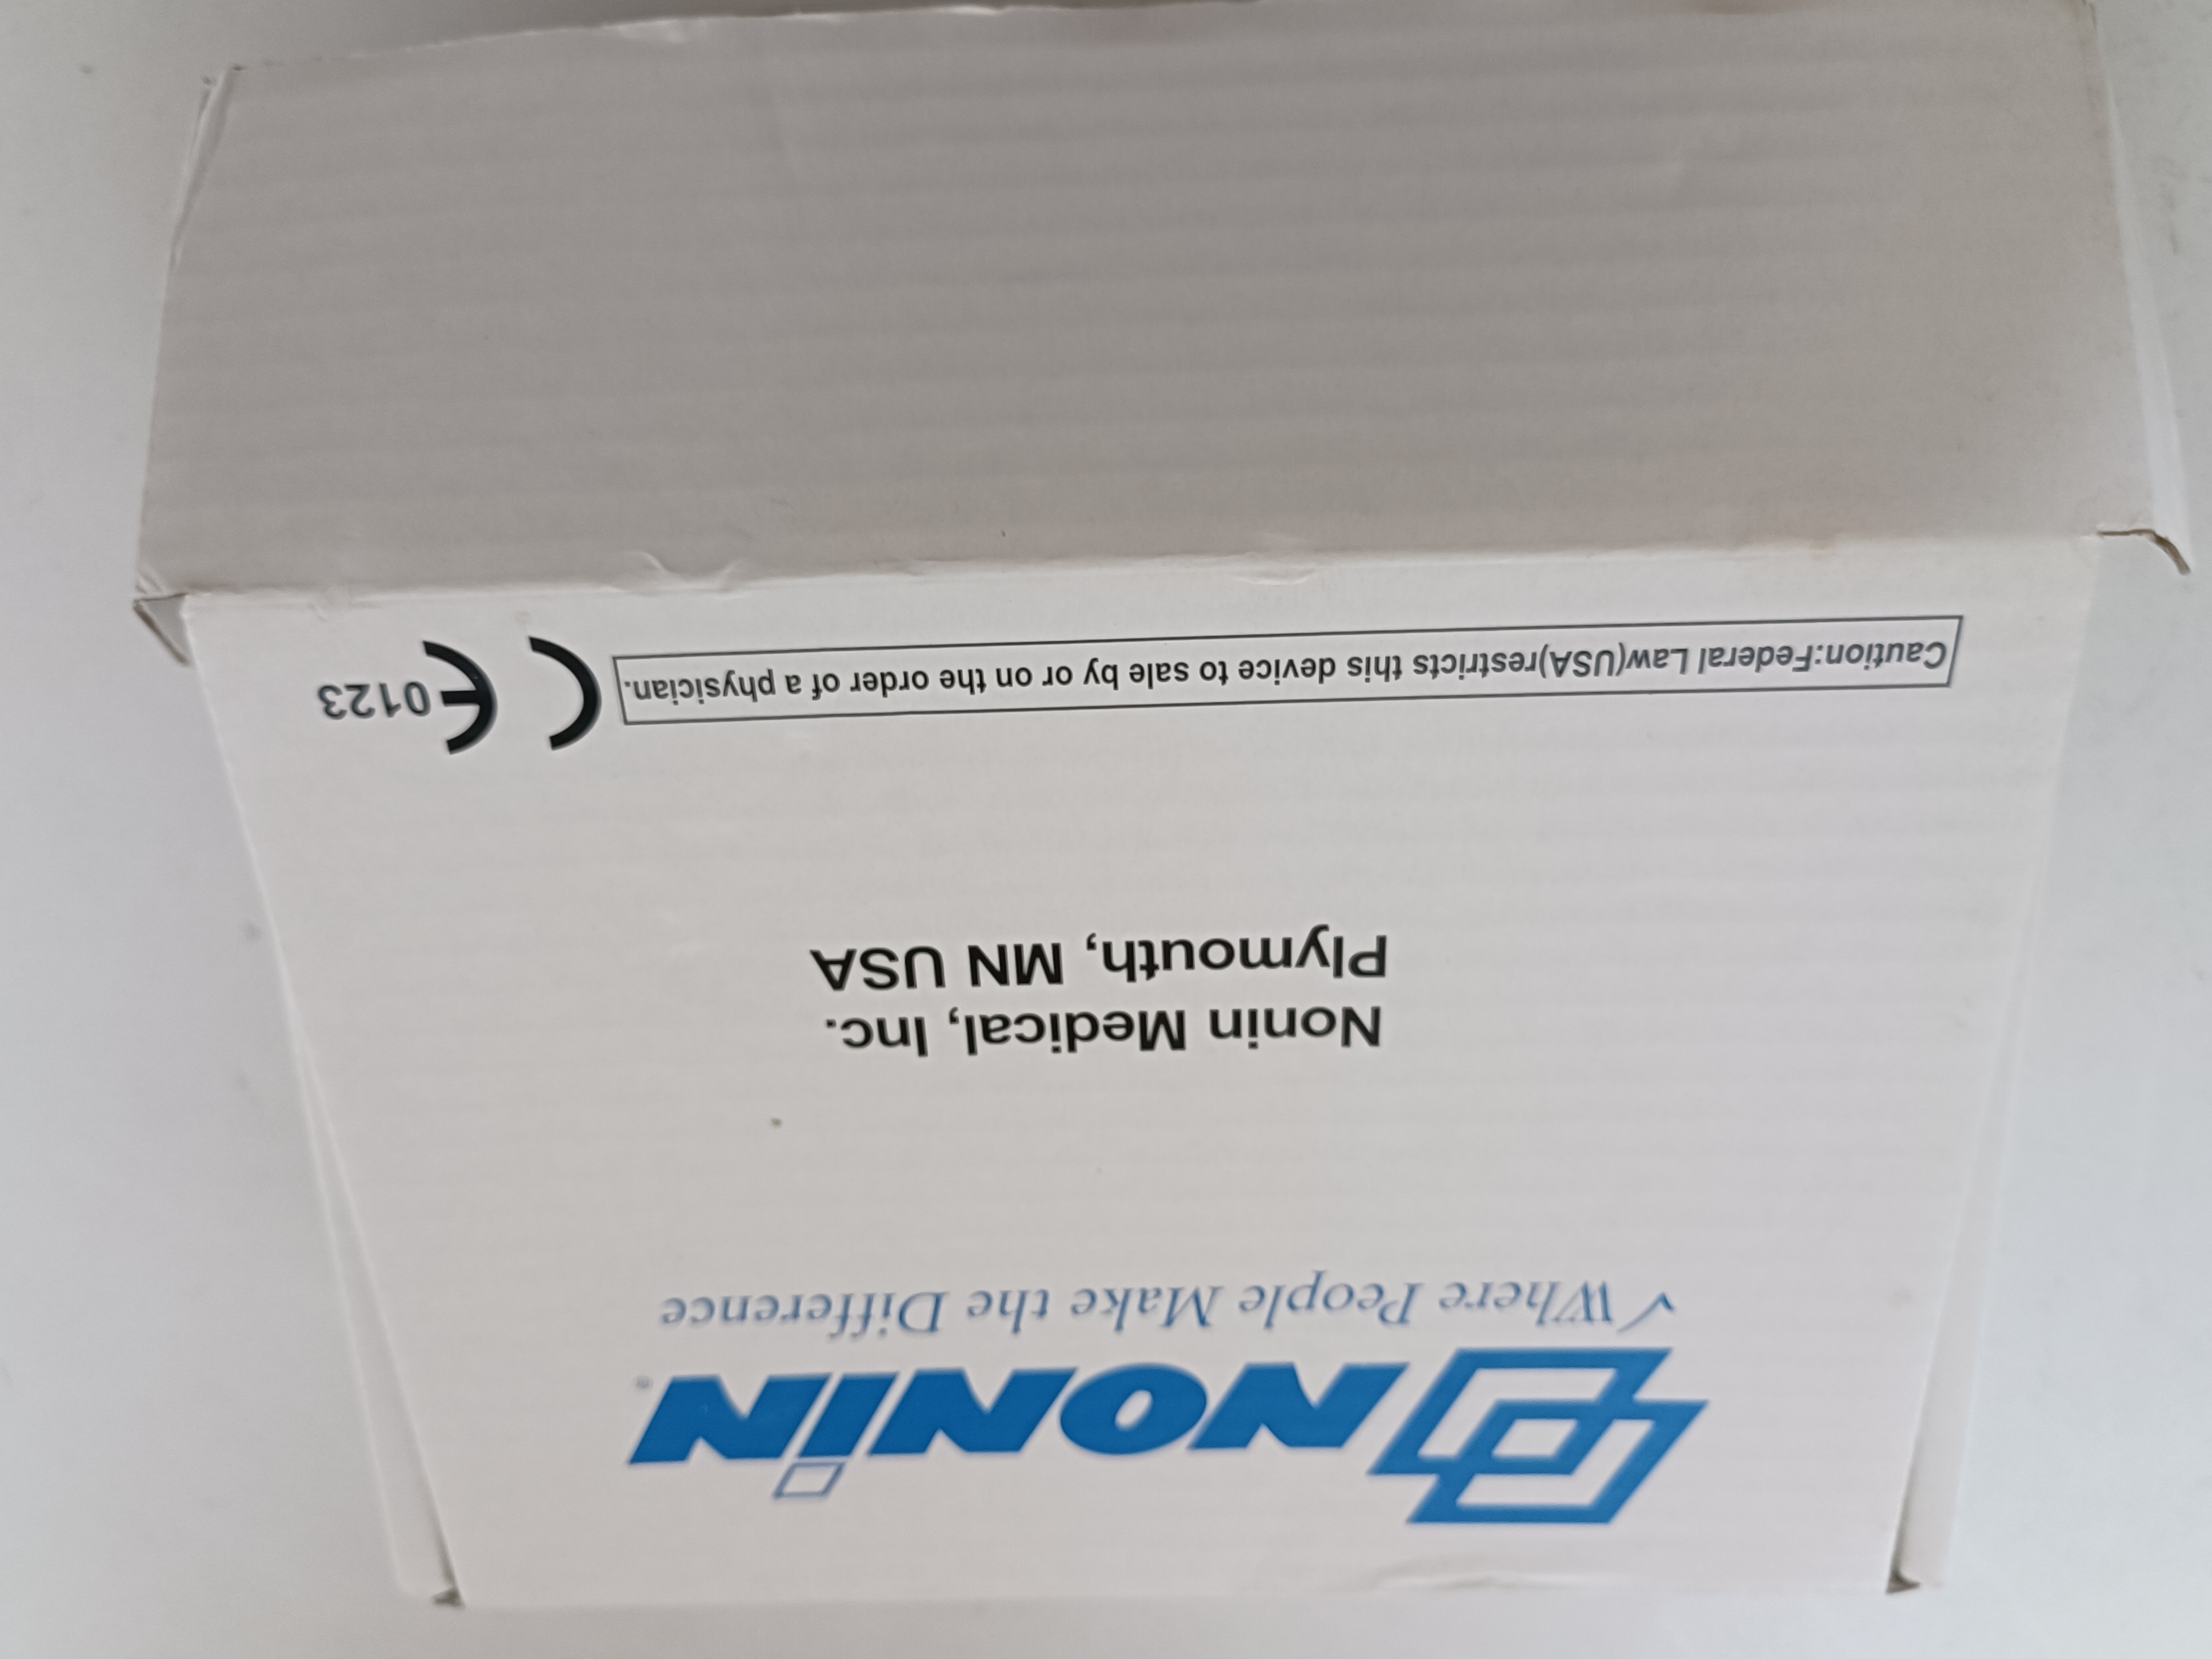 NONIN®
✓Where People Make the Difference
Nonin Medical, Inc.
Plymouth, MN USA
Caution:Federal Law(USA)restricts this device to sale by or on the order of a physician. CE 0123